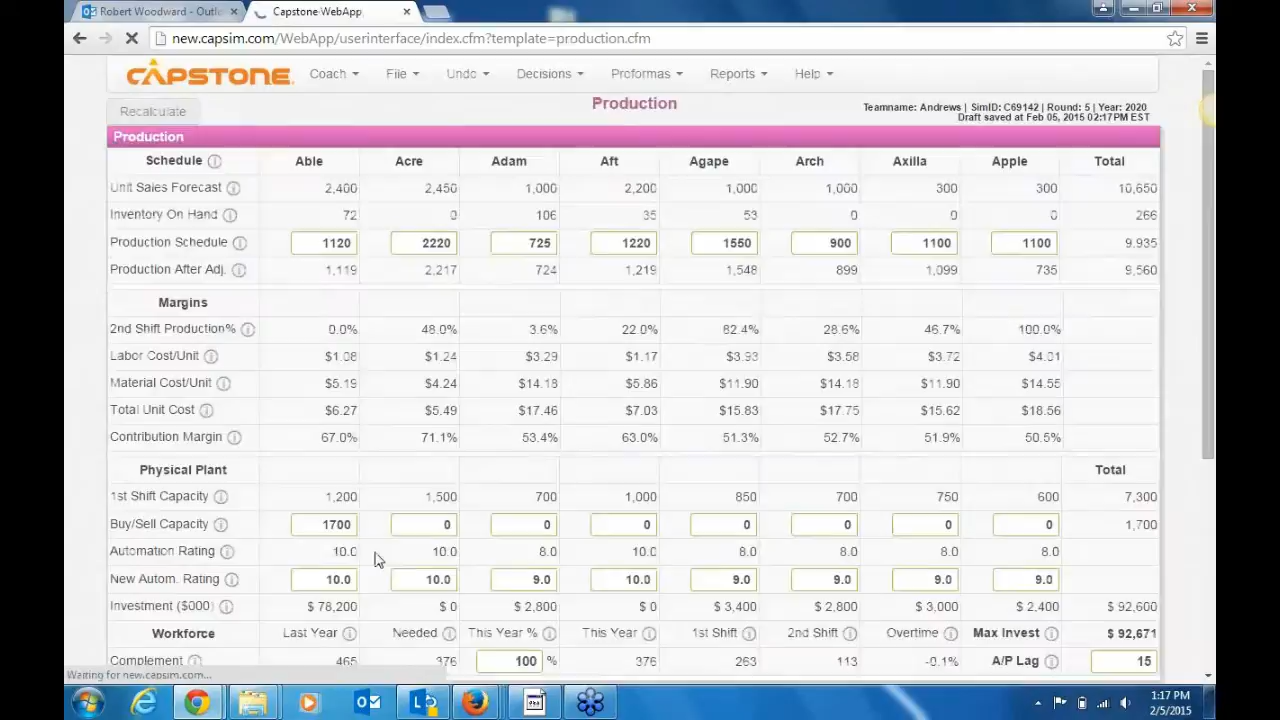 Robert Woodward - Outlo × Capstone WebApp ×
new.capsim.com/WebApp/userinterface/index.cfm?template=production.cfm
CAPSTONE Coach File Undo Decisions Proformas Reports Help
Recalculate Production Teamname: Andrews | SimID: C69142 | Round: 5 | Year: 2020
Draft saved at Feb 05, 2015 02:17PM EST
Production
Schedule Able Acre Adam Aft Agape Arch Axilla Apple Total
Unit Sales Forecast 2,400 2,450 1,000 2,200 1,000 1,000 300 300 10,650
Inventory On Hand 72 0 106 35 53 0 0 0 266
Production Schedule 1120 2220 725 1220 1550 900 1100 1100 9,935
Production After Adj. 1,119 2,217 724 1,219 1,548 899 1,099 735 9,560
Margins
2nd Shift Production% 0.0% 48.0% 3.6% 22.0% 82.4% 28.6% 46.7% 100.0%
Labor Cost/Unit $1.08 $1.24 $3.29 $1.17 $3.93 $3.58 $3.72 $4.01
Material Cost/Unit $5.19 $4.24 $14.18 $5.86 $11.90 $14.18 $11.90 $14.55
Total Unit Cost $6.27 $5.49 $17.46 $7.03 $15.83 $17.75 $15.62 $18.56
Contribution Margin 67.0% 71.1% 53.4% 63.0% 51.3% 52.7% 51.9% 50.5%
Physical Plant Total
1st Shift Capacity 1,200 1,500 700 1,000 850 700 750 600 7,300
Buy/Sell Capacity 1700 0 0 0 0 0 0 0 1,700
Automation Rating 10.0 10.0 8.0 10.0 8.0 8.0 8.0 8.0
New Autom. Rating 10.0 10.0 9.0 10.0 9.0 9.0 9.0 9.0
Investment ($000) $ 78,200 $ 0 $ 2,800 $ 0 $ 3,400 $ 2,800 $ 3,000 $ 2,400 $ 92,600
Workforce Last Year Needed This Year % This Year 1st Shift 2nd Shift Overtime Max Invest $ 92,671
Complement 465 376 100 % 376 263 113 -0.1% A/P Lag 15
Waiting for new.capsim.com...
1:17 PM
2/5/2015